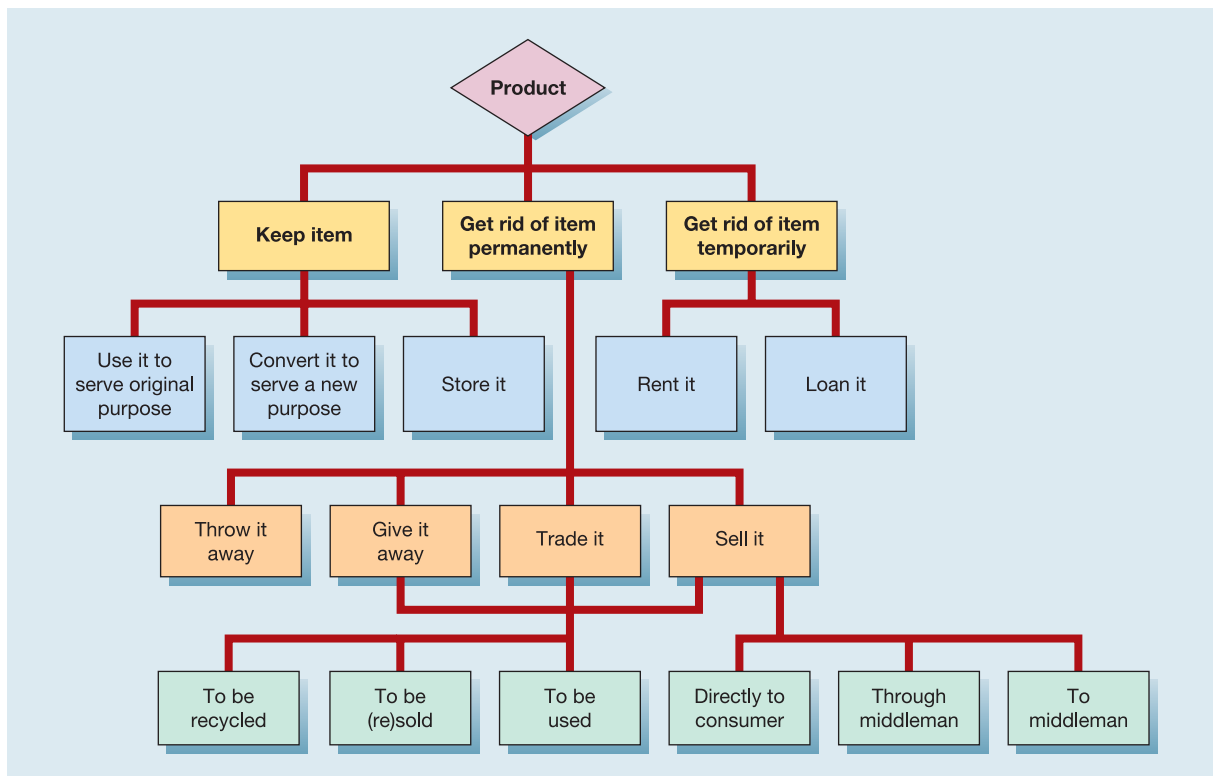 Product
Keep item
Get rid of item
permanently
Get rid of item
temporarily
Use it to
serve original
purpose
Convert it to
serve a new
purpose
Store it
Rent it
Loan it
Throw it
away
Give it
away
Trade it
Sell it
To be
recycled
To be
(re)sold
To be
used
Directly to
consumer
Through
middleman
To
middleman